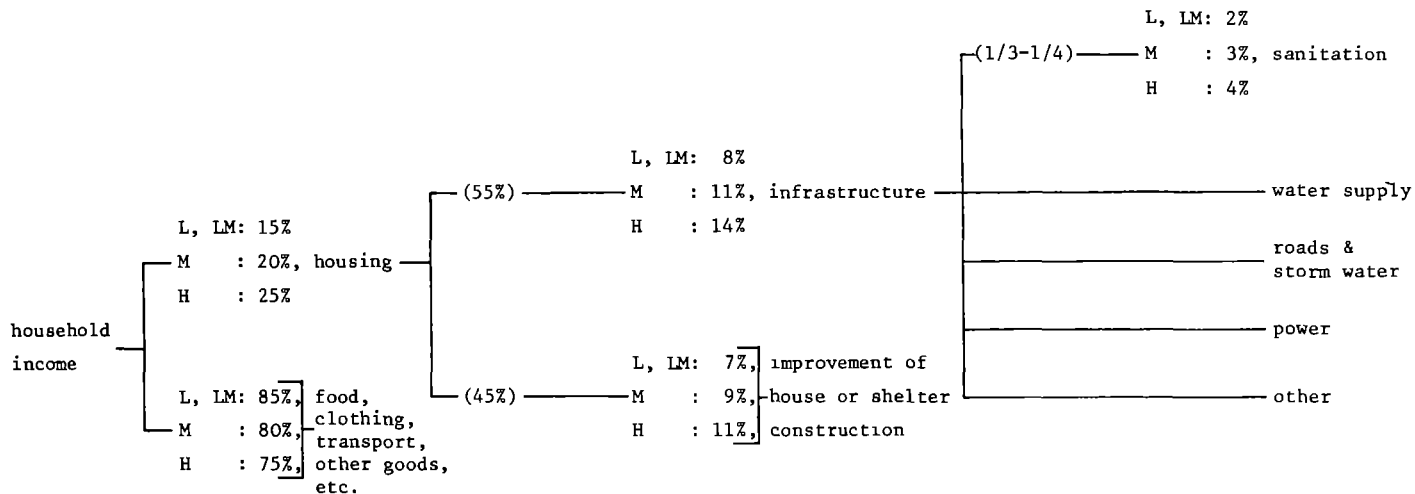 L, LM: 2%
(1/3-1/4) M : 3%, sanitation
H : 4%
L, LM: 8%
(55%) M : 11%, infrastructure
H : 14%
water supply
L, LM: 15%
M : 20%, housing
H : 25%
roads &
storm water
household
income
power
L, LM: 7%, improvement of
(45%) M : 9%, house or shelter
H : 11%, construction
other
L, LM: 85%, food,
clothing,
M : 80%, transport,
H : 75%, other goods,
etc.